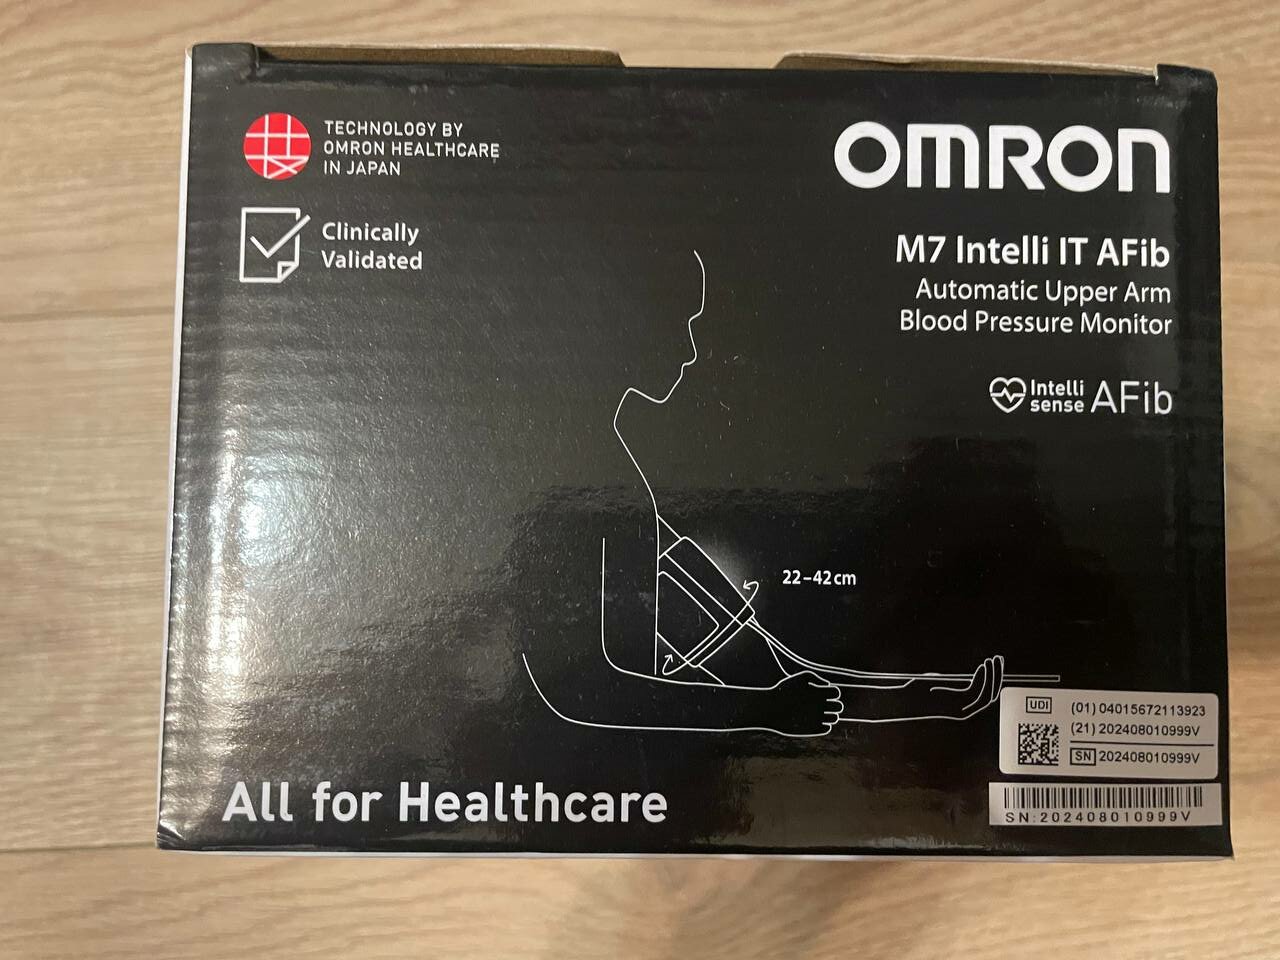 TECHNOLOGY BY
OMRON HEALTHCARE
IN JAPAN
Clinically
Validated
OMRON
M7 Intelli IT AFib
Automatic Upper Arm
Blood Pressure Monitor
Intelli
sense AFib
22–42cm
UDI
(01) 04015672113923
(21) 202408010999V
SN 202408010999V
SN:202408010999V
All for Healthcare